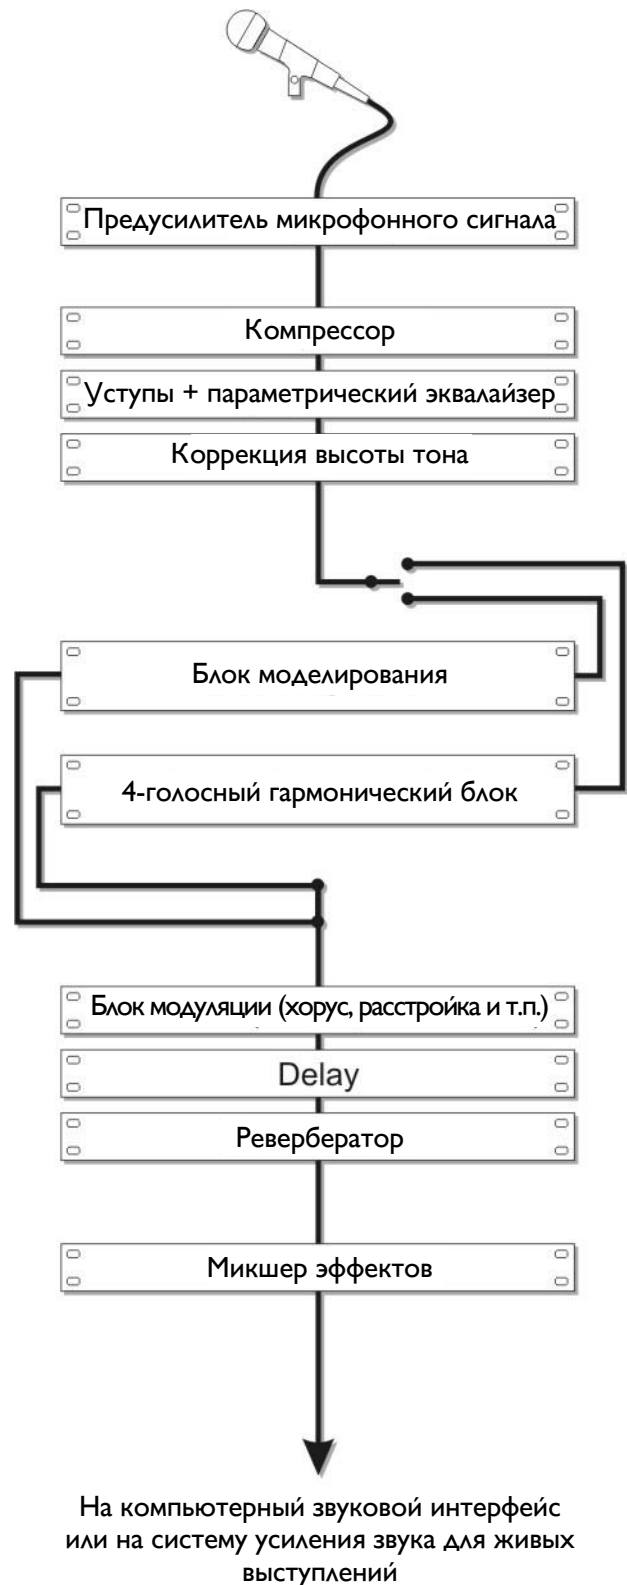 Предусилитель микрофонного сигнала
Компрессор
Уступы + параметрический эквалайзер
Коррекция высоты тона
Блок моделирования
4-голосный гармонический блок
Блок модуляции (хорус, расстройка и т.п.)
Delay
Ревербератор
Микшер эффектов
На компьютерный звуковой интерфейс
или на систему усиления звука для живых
выступлений